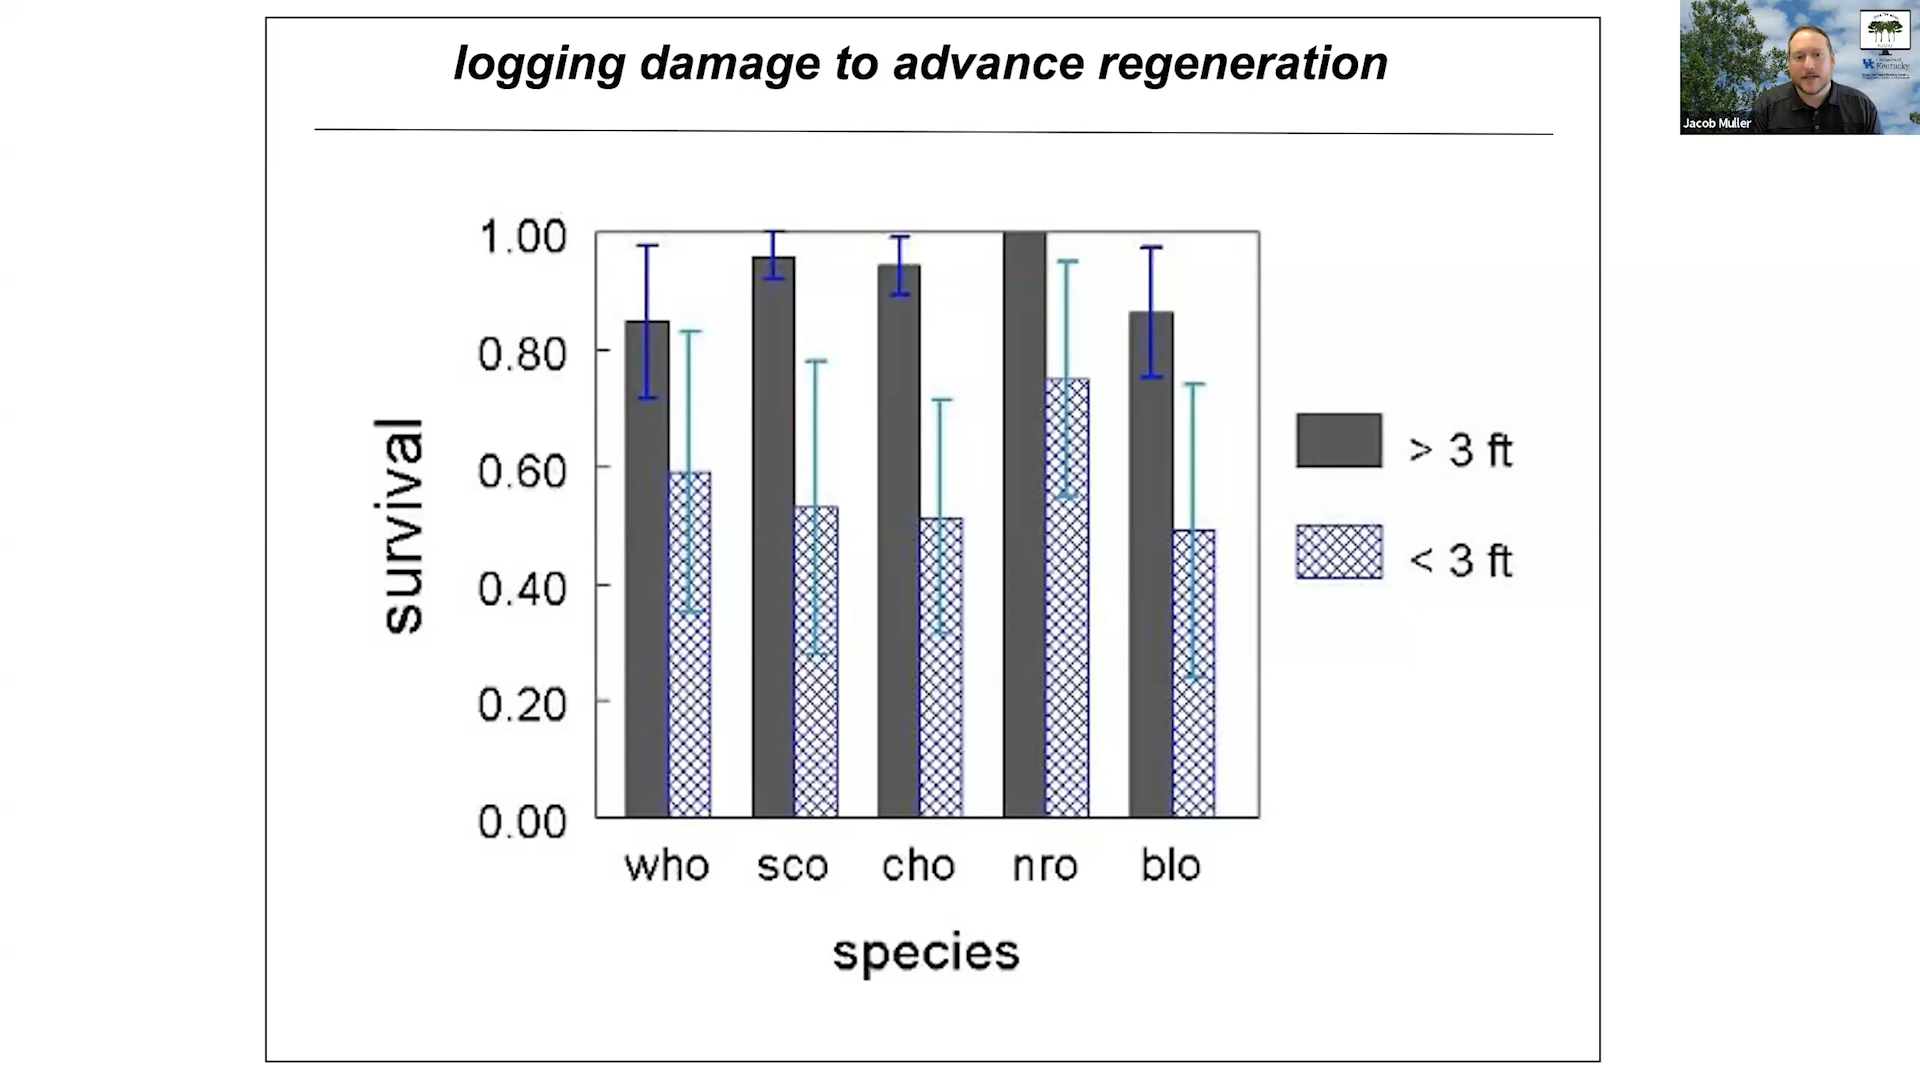 logging damage to advance regeneration
1.00
0.80
0.60
0.40
0.20
0.00
survival
who sco cho nro blo
species
> 3 ft
< 3 ft
Jacob Muller
Kentucky